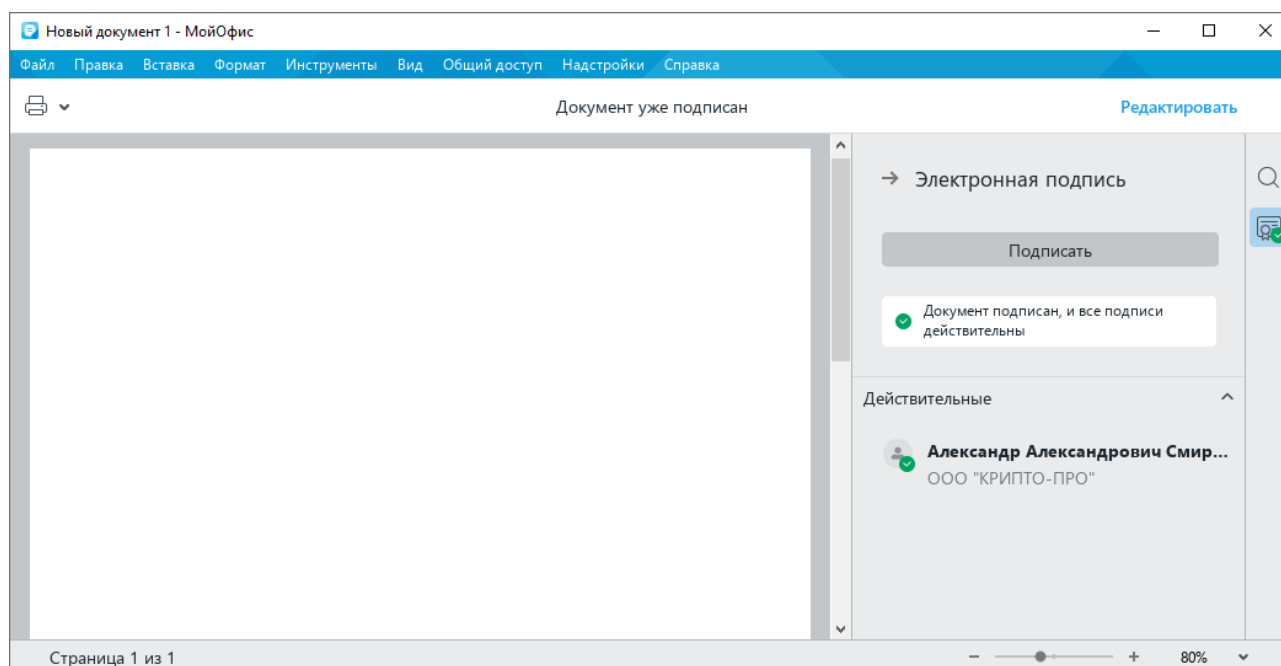 Новый документ 1 - МойОфис
Файл Правка Вставка Формат Инструменты Вид Общий доступ Надстройки Справка
Документ уже подписан
Редактировать
Электронная подпись
Подписать
Документ подписан, и все подписи
действительны
Действительные
Александр Александрович Смир...
ООО "КРИПТО-ПРО"
Страница 1 из 1
80%